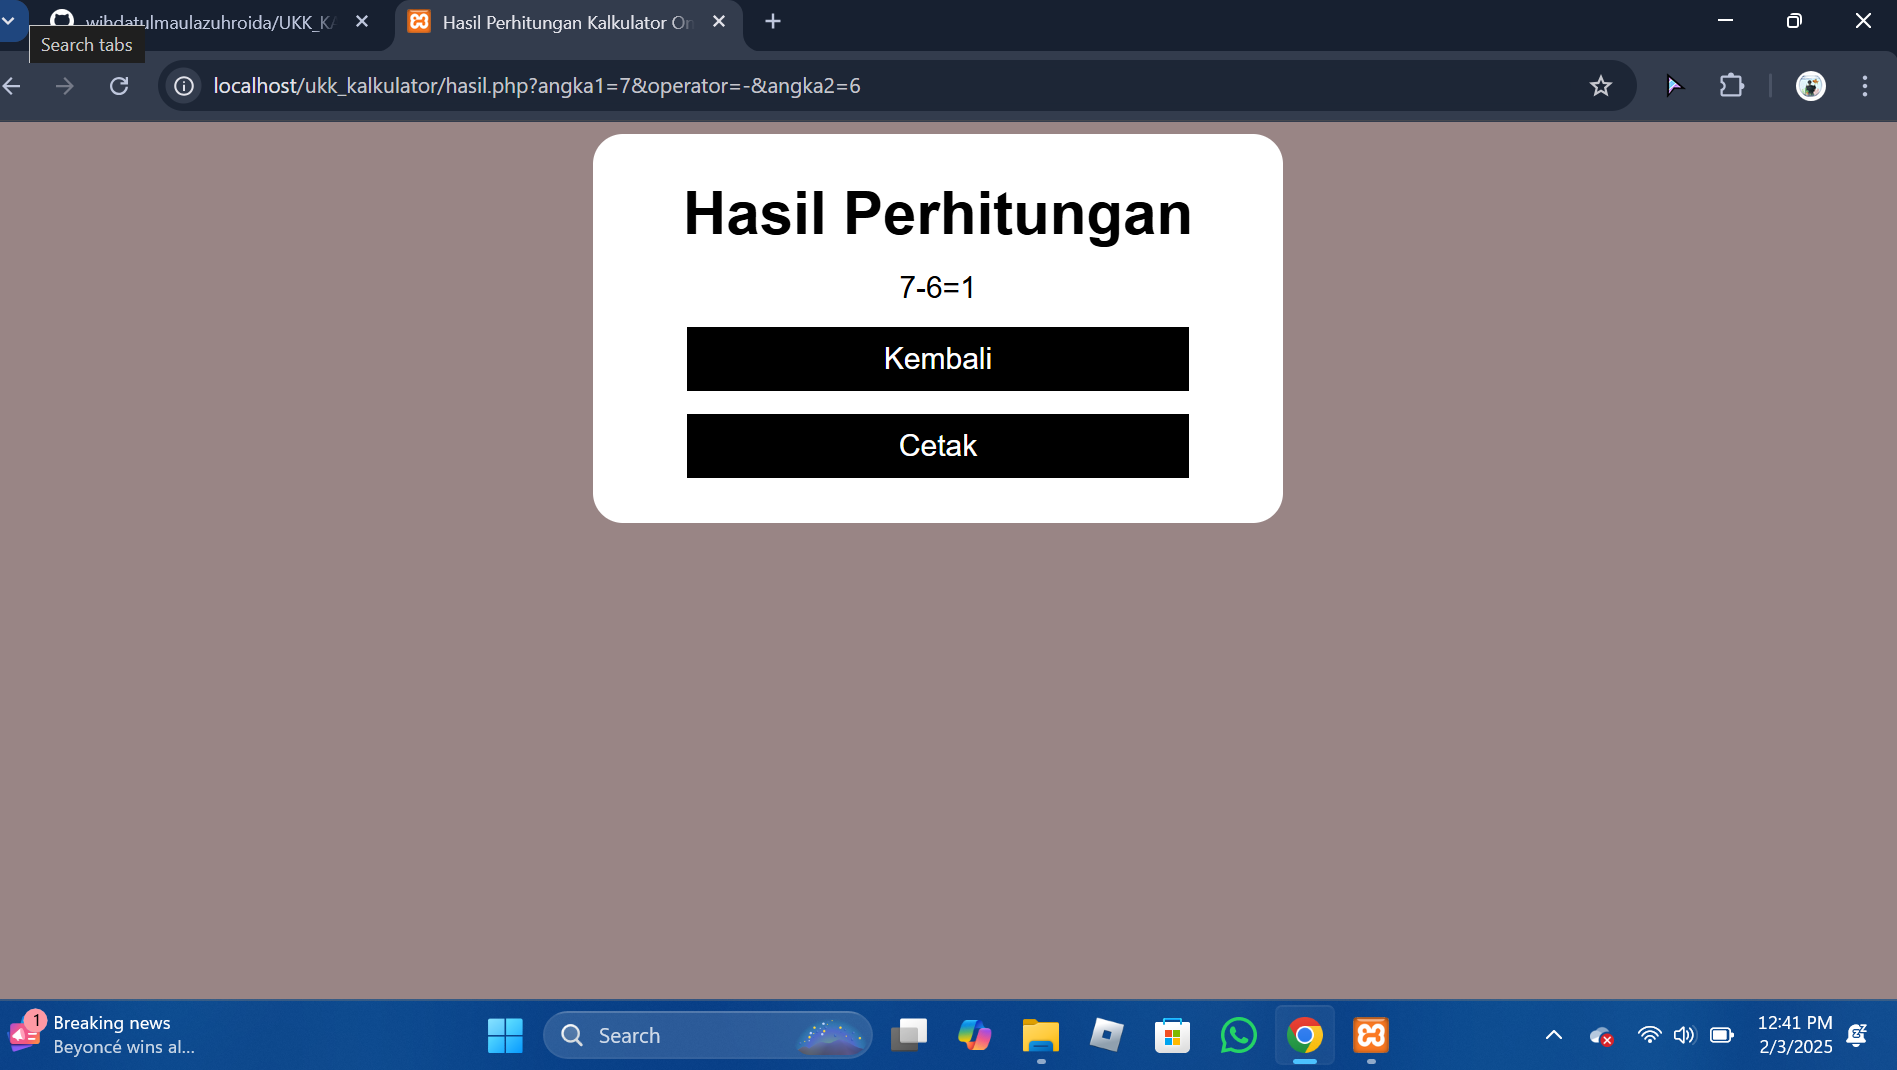 wihdatulmaulazuhroida/UKK_KA
Hasil Perhitungan Kalkulator On
Search tabs
localhost/ukk_kalkulator/hasil.php?angka1=7&operator=-&angka2=6
Hasil Perhitungan
7-6=1
Kembali
Cetak
1
Breaking news
Beyoncé wins al...
Search
12:41 PM
2/3/2025